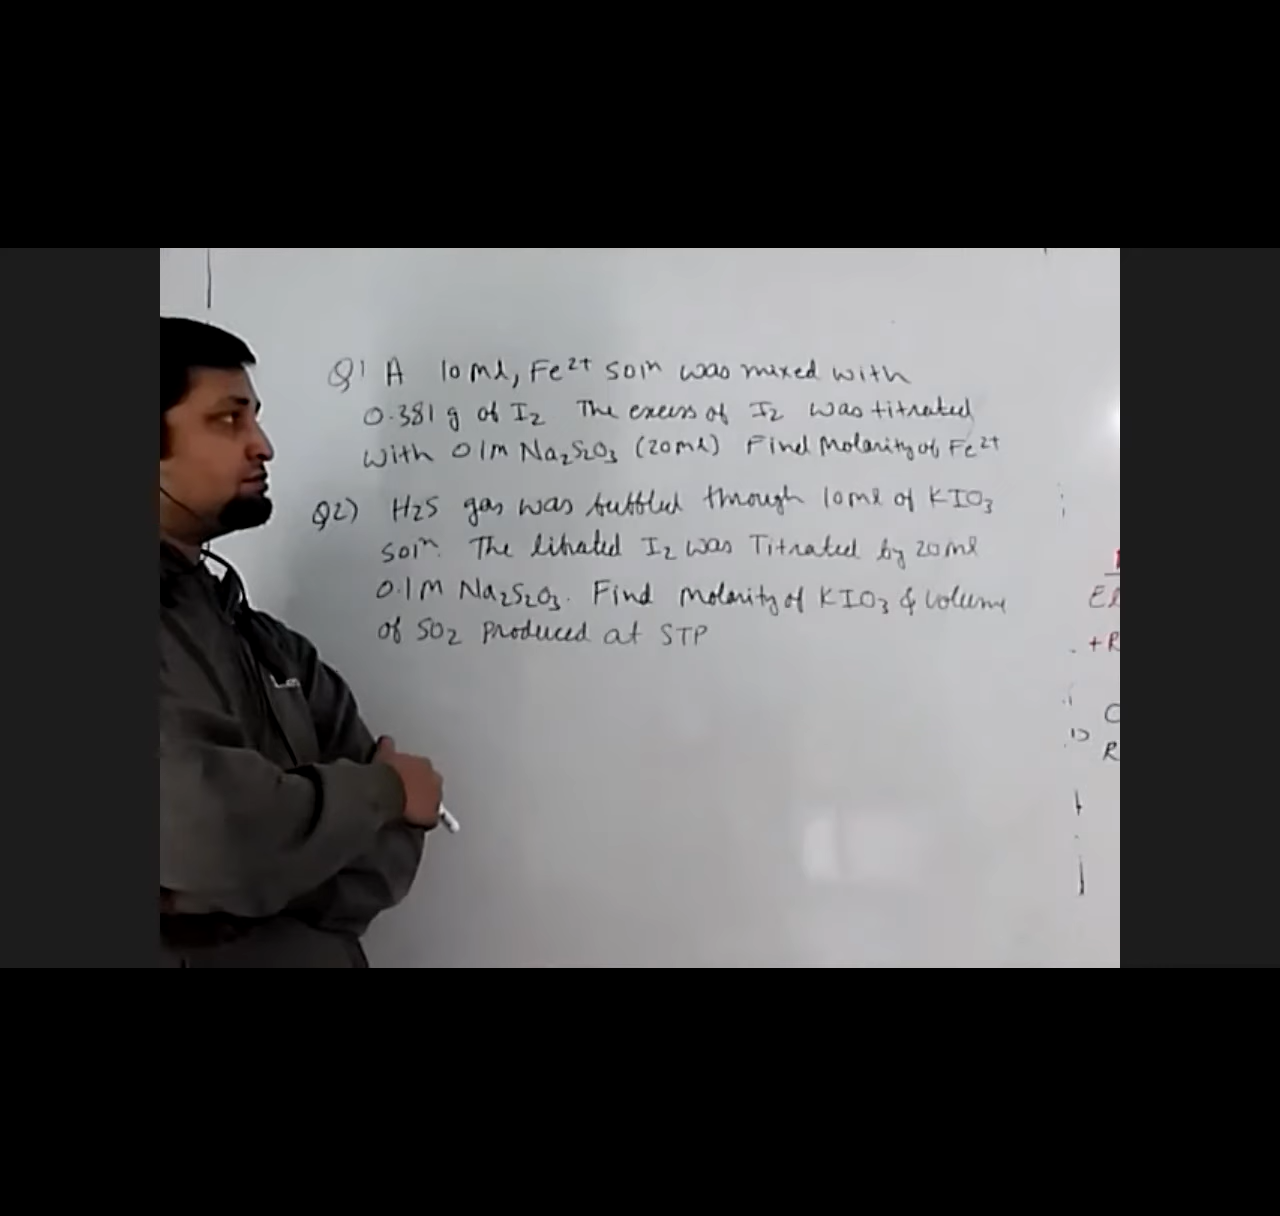 Q1 A 10 ml, Fe2+ soln was mixed with
0.381 g of I2 The excess of I2 was titrated
with 0.1M Na2S2O3 (20ml) Find Molarity of Fe2+
Q2) H2S gas was bubbled through 10ml of KIO3
soln. The librated I2 was Titrated by 20ml
0.1M Na2S2O3. Find molarity of KIO3 & volume
of SO2 produced at STP
El
+R
C
R